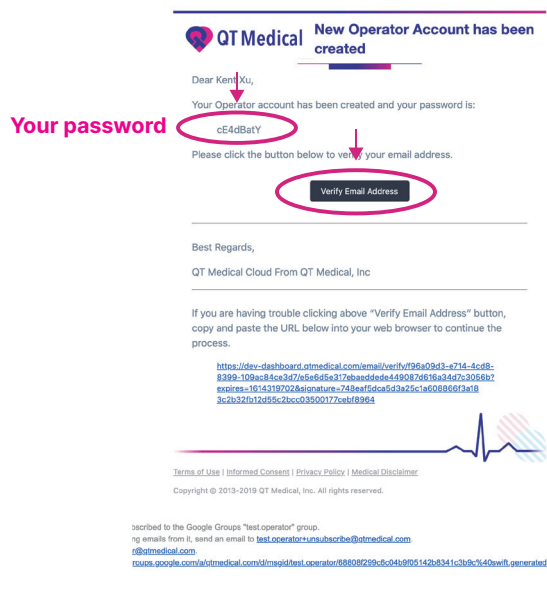 QT Medical
New Operator Account has been
created
Dear Kent Xu,
Your Operator account has been created and your password is:
Your password
cE4dBatY
Please click the button below to verify your email address.
Verify Email Address
Best Regards,
QT Medical Cloud From QT Medical, Inc
If you are having trouble clicking above "Verify Email Address" button,
copy and paste the URL below into your web browser to continue the
process.
https://dev-dashboard.qtmedical.com/email/verify/f96a09d3-e714-4cd8-
8399-109ac84ce3d7/e5e6d5e317ebaeddede449087d616a34d7c3056b?
expires=1614319702&signature=748eaf5dca5d3a25c1a608866f3a18
3c2b32fb12d55c2bcc03500177cebf8964
Terms of Use | Informed Consent | Privacy Policy | Medical Disclaimer
Copyright © 2013-2019 QT Medical, Inc. All rights reserved.
bscribed to the Google Groups "test.operator" group.
ng emails from it, send an email to test.operator+unsubscribe@qtmedical.com.
r@qtmedical.com.
roups.google.com/a/qtmedical.com/d/msgid/test.operator/68808f299c8c04b9f05142b8341c3b9c%40swift.generated